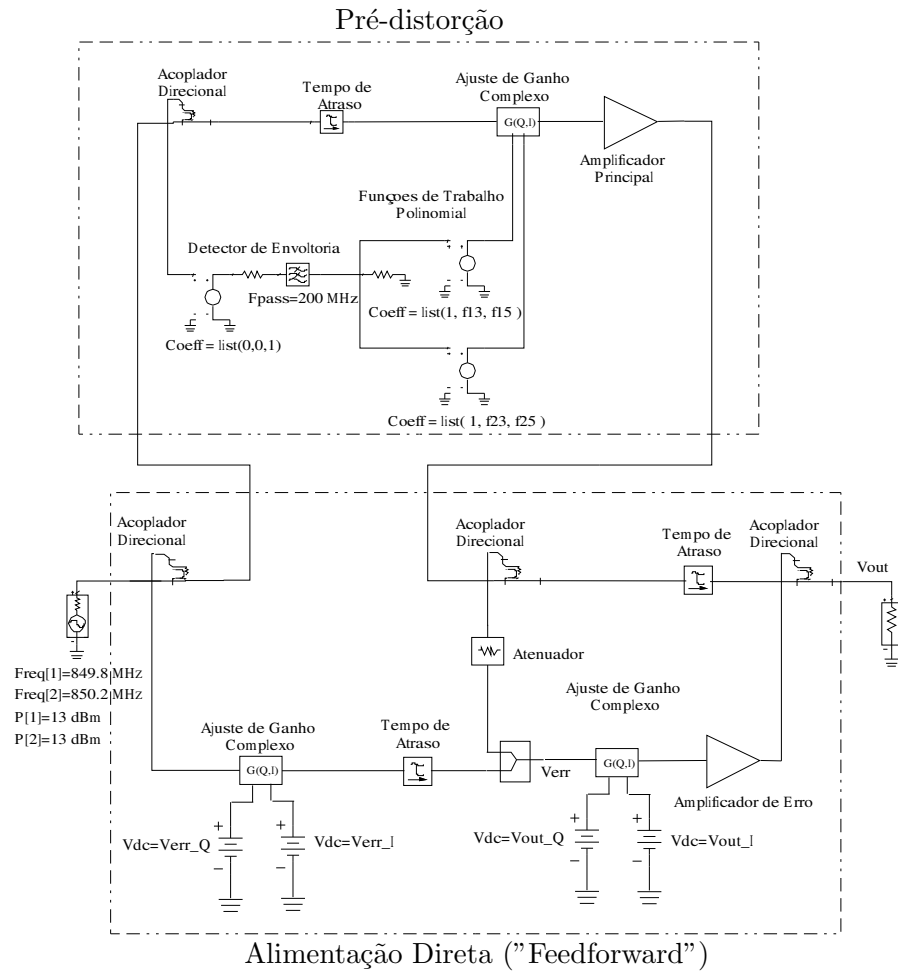 Pré-distorção
Acoplador
Direcional
Tempo de
Atraso
Ajuste de Ganho
Complexo
G(Q,I)
Amplificador
Principal
Funçoes de Trabalho
Polinomial
Detector de Envoltoria
Fpass=200 MHz
Coeff = list(0,0,1)
Coeff = list(1, f13, f15 )
Coeff = list( 1, f23, f25 )
Acoplador
Direcional
Acoplador
Direcional
Tempo de
Atraso
Acoplador
Direcional
Vout
Atenuador
Freq[1]=849.8 MHz
Freq[2]=850.2 MHz
P[1]=13 dBm
P[2]=13 dBm
Ajuste de Ganho
Complexo
G(Q,I)
Tempo de
Atraso
Verr
Ajuste de Ganho
Complexo
G(Q,I)
Amplificador de Erro
Vdc=Verr_Q
Vdc=Verr_I
Vdc=Vout_Q
Vdc=Vout_I
Alimentação Direta (”Feedforward”)